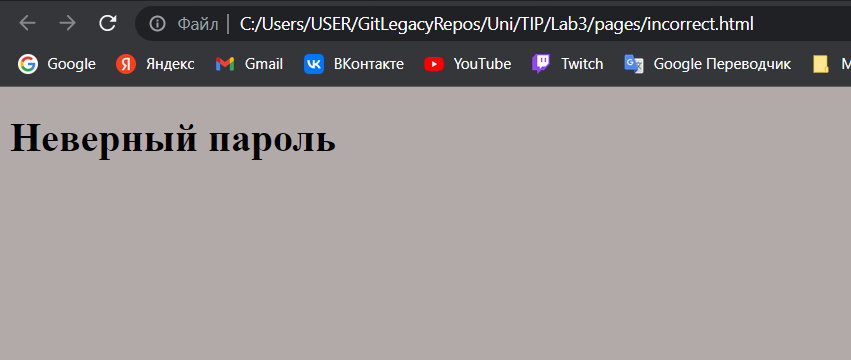 Файл | C:/Users/USER/GitLegacyRepos/Uni/TIP/Lab3/pages/incorrect.html
Google Яндекс Gmail ВКонтакте YouTube Twitch Google Переводчик
Неверный пароль